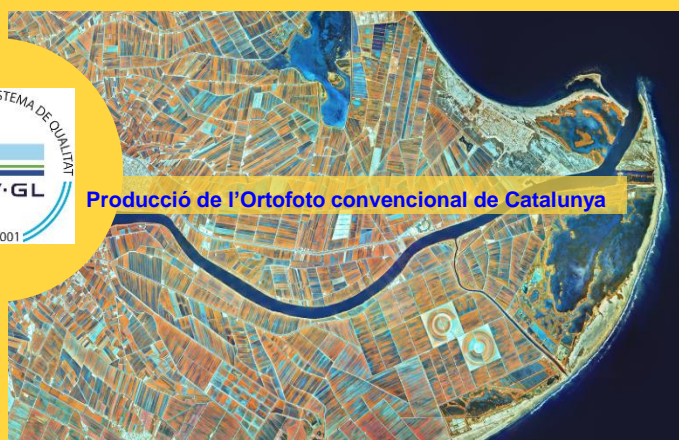 STEMA DE QUALITAT
·GL
001
Producció de l'Ortofoto convencional de Catalunya